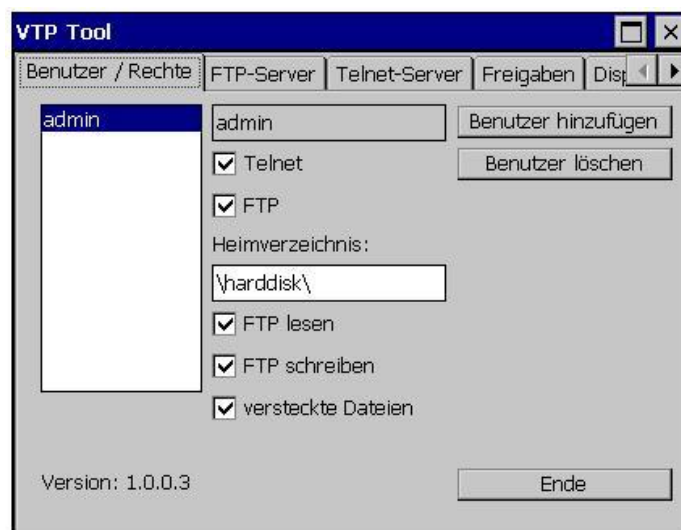 VTP Tool
Benutzer / Rechte FTP-Server Telnet-Server Freigaben
admin
admin
Benutzer hinzufügen
Telnet
Benutzer löschen
FTP
Heimverzeichnis:
\harddisk\
FTP lesen
FTP schreiben
versteckte Dateien
Version: 1.0.0.3
Ende